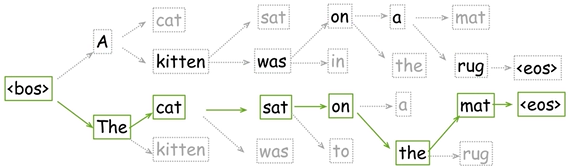 cat sat on a mat
A
kitten was in the rug <eos>
<bos>
The cat sat on a mat <eos>
kitten was to the rug